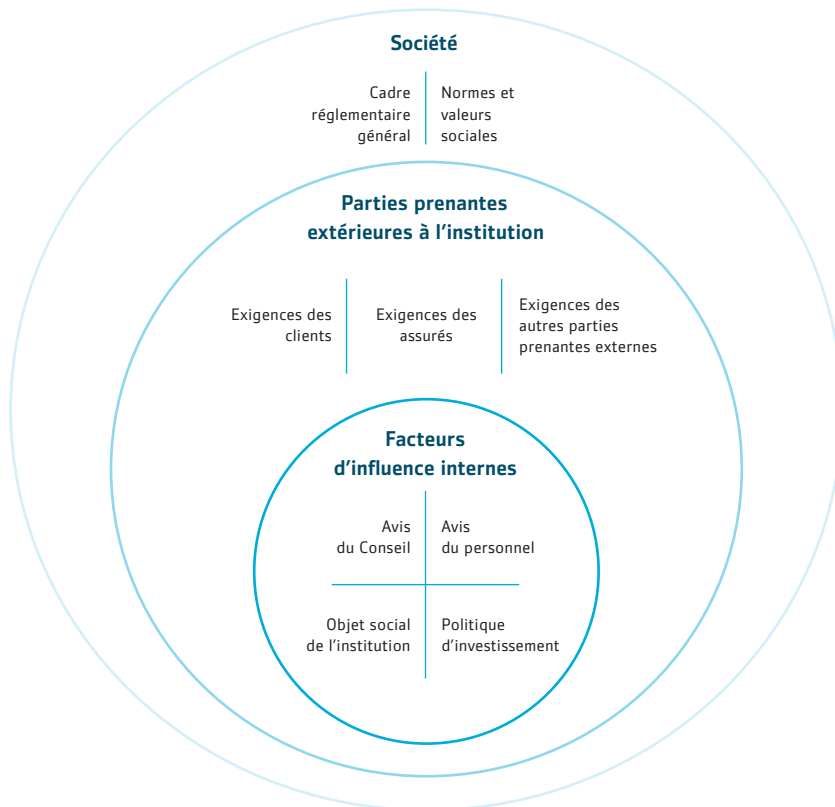 Société
Cadre
réglementaire
général
Normes et
valeurs
sociales
Parties prenantes
extérieures à l'institution
Exigences des
clients
Exigences des
assurés
Exigences des
autres parties
prenantes externes
Facteurs
d'influence internes
Avis
du Conseil
Avis
du personnel
Objet social
de l'institution
Politique
d'investissement